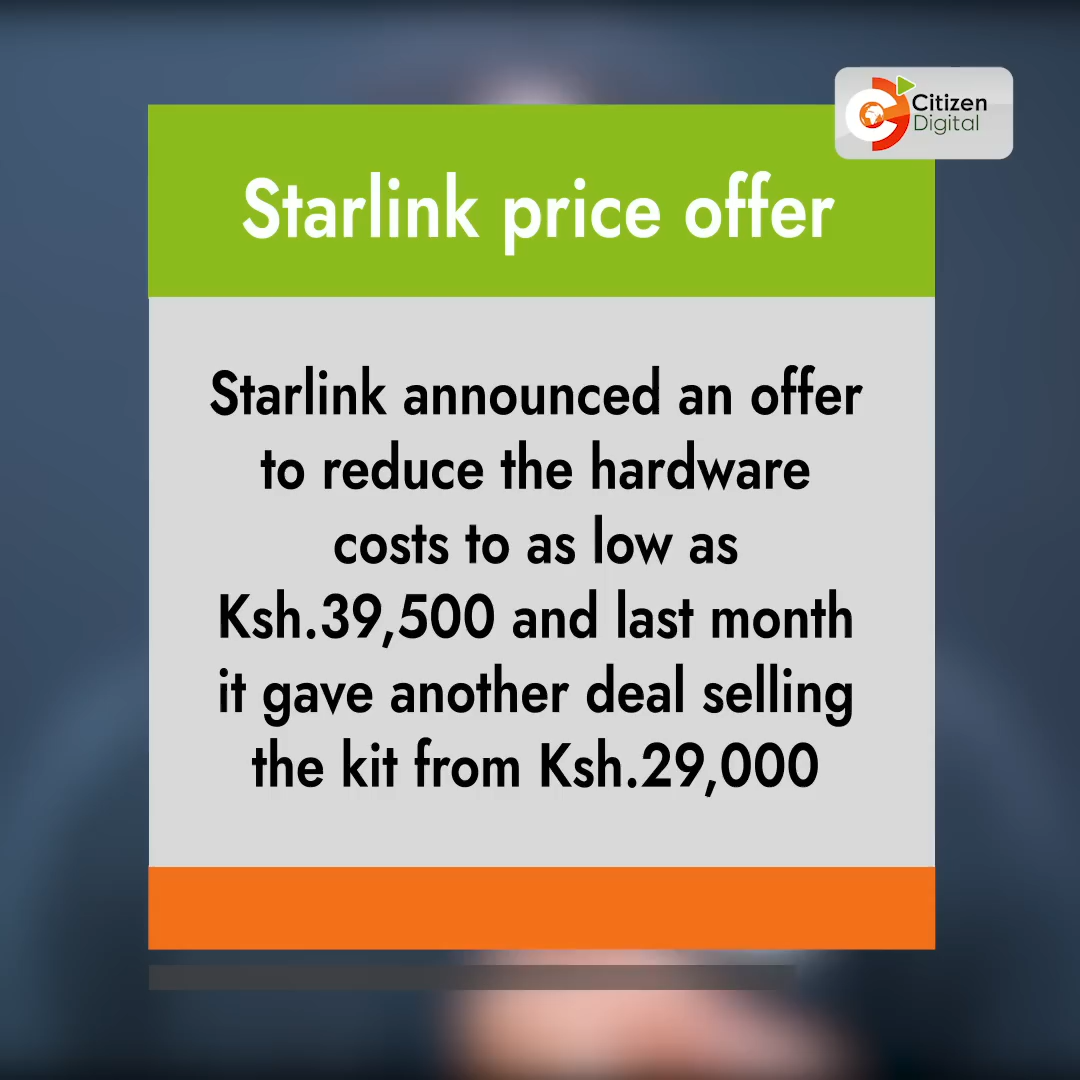 Citizen
Digital
Starlink price offer
Starlink announced an offer
to reduce the hardware
costs to as low as
Ksh.39,500 and last month
it gave another deal selling
the kit from Ksh.29,000